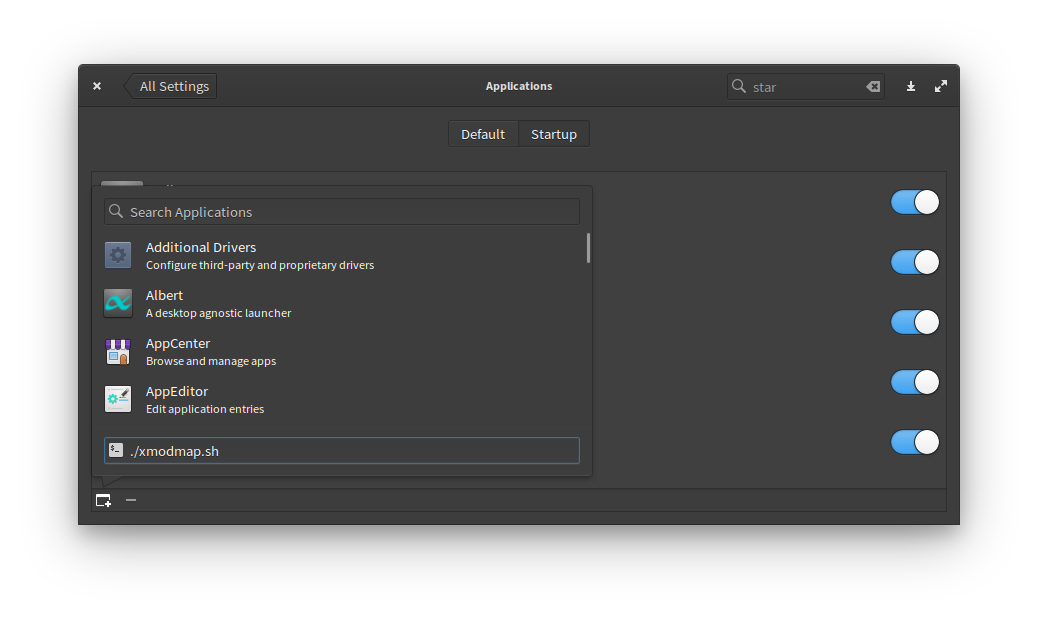 All Settings
Applications
star
Default
Startup
Search Applications
Additional Drivers
Configure third-party and proprietary drivers
Albert
A desktop agnostic launcher
AppCenter
Browse and manage apps
AppEditor
Edit application entries
./xmodmap.sh